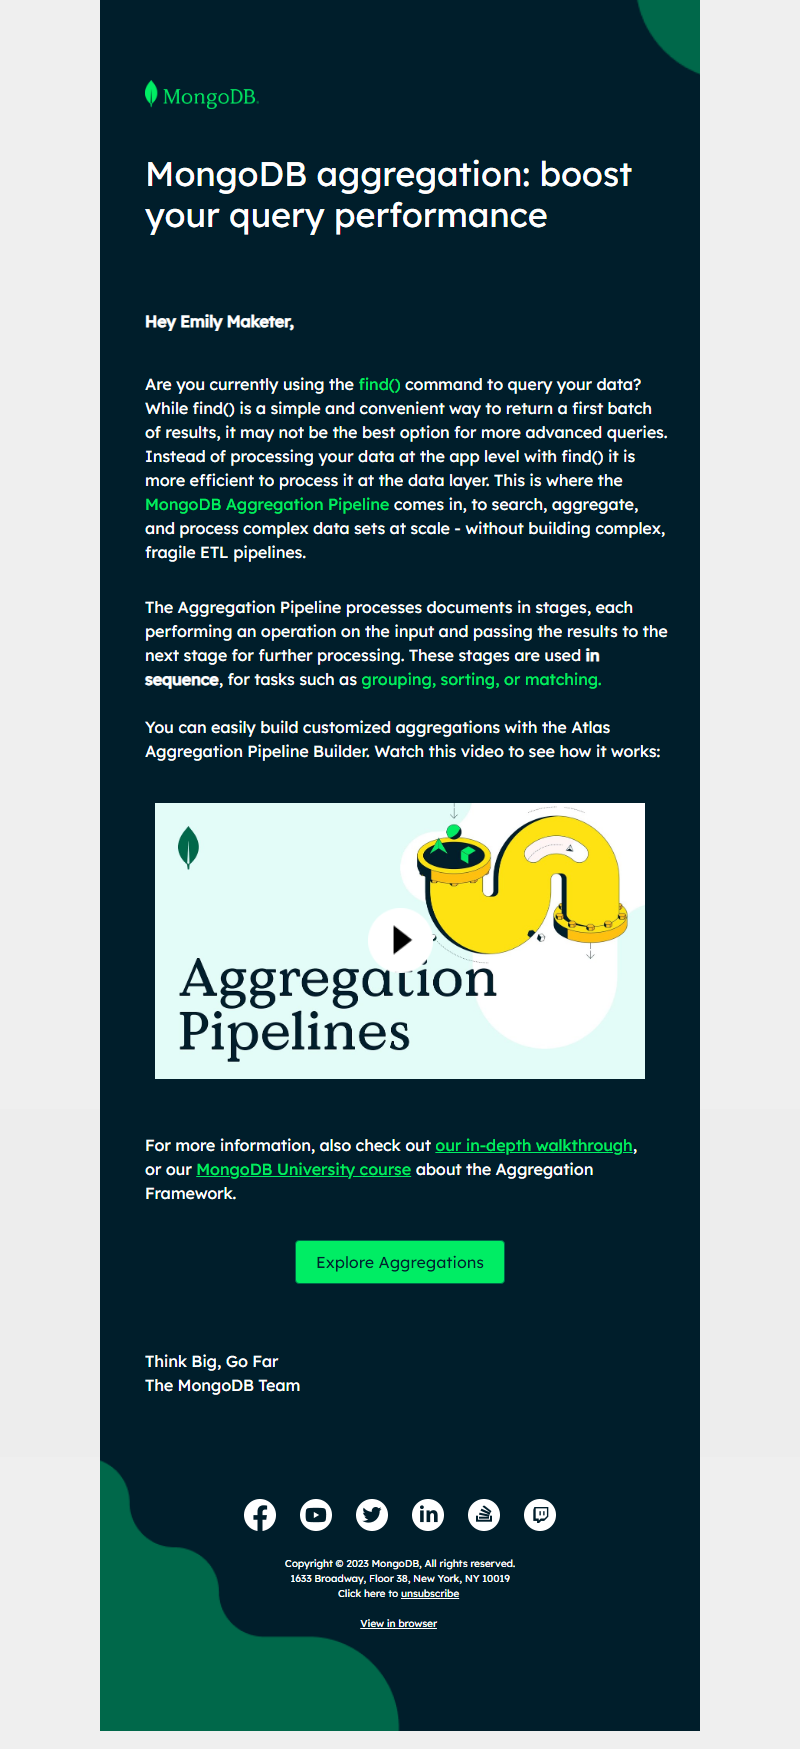 MongoDB.
MongoDB aggregation: boost
your query performance
Hey Emily Maketer,
Are you currently using the find() command to query your data?
While find() is a simple and convenient way to return a first batch
of results, it may not be the best option for more advanced queries.
Instead of processing your data at the app level with find() it is
more efficient to process it at the data layer. This is where the
MongoDB Aggregation Pipeline comes in, to search, aggregate,
and process complex data sets at scale - without building complex,
fragile ETL pipelines.
The Aggregation Pipeline processes documents in stages, each
performing an operation on the input and passing the results to the
next stage for further processing. These stages are used in
sequence, for tasks such as grouping, sorting, or matching.
You can easily build customized aggregations with the Atlas
Aggregation Pipeline Builder. Watch this video to see how it works:
Aggregation
Pipelines
For more information, also check out our in-depth walkthrough,
or our MongoDB University course about the Aggregation
Framework.
Explore Aggregations
Think Big, Go Far
The MongoDB Team
Copyright © 2023 MongoDB, All rights reserved.
1633 Broadway, Floor 38, New York, NY 10019
Click here to unsubscribe
View in browser